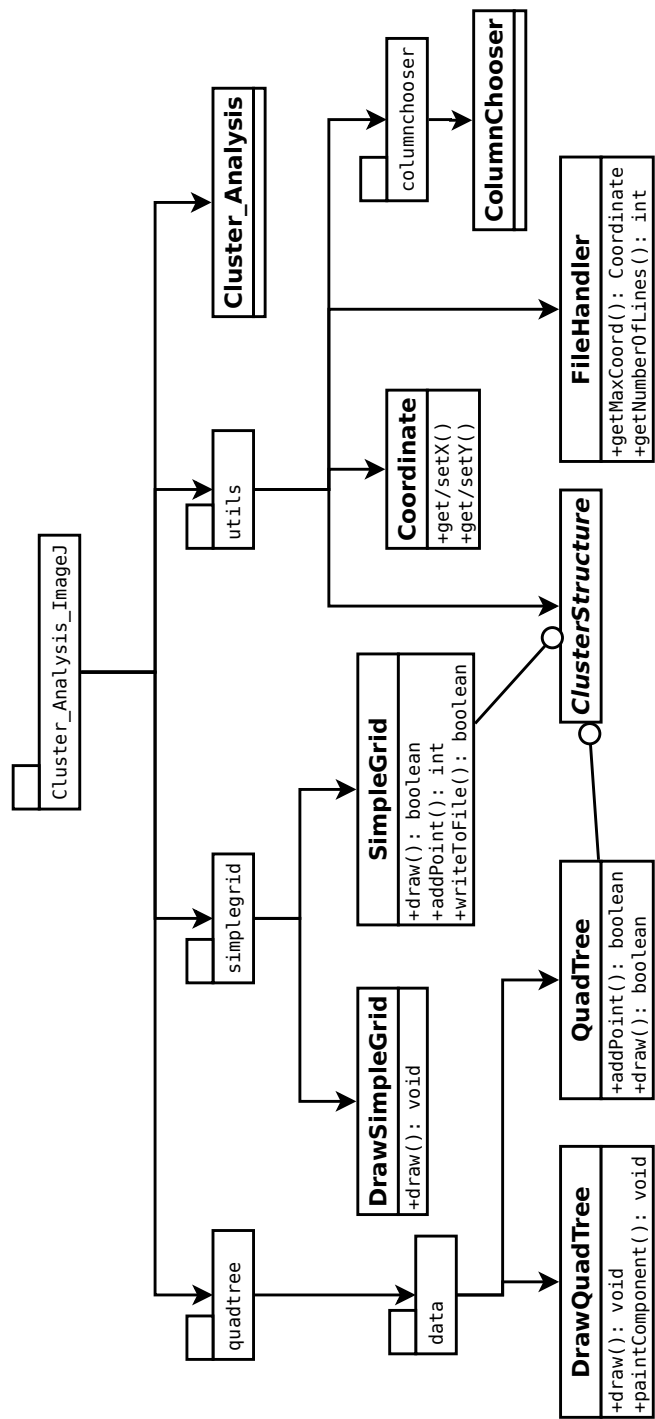 Cluster_Analysis_ImageJ
quadtree
simplegrid
utils
Cluster_Analysis
data
DrawSimpleGrid
+draw(): void
SimpleGrid
+draw(): boolean
+addPoint(): int
+writeToFile(): boolean
Coordinate
+get/setX()
+get/setY()
columnchooser
ColumnChooser
DrawQuadTree
+draw(): void
+paintComponent(): void
QuadTree
+addPoint(): boolean
+draw(): boolean
ClusterStructure
FileHandler
+getMaxCoord(): Coordinate
+getNumberOfLines(): int